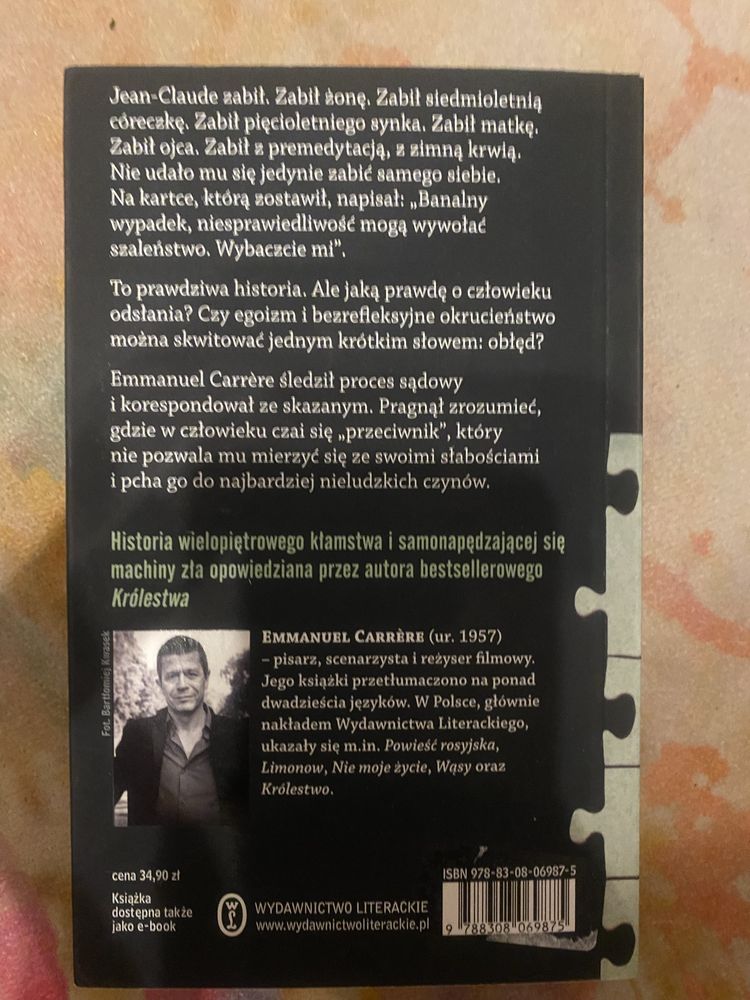 Jean-Claude zabił. Zabił żonę. Zabił siedmioletnią
córeczkę. Zabił pięcioletniego synka. Zabił matkę.
Zabił ojca. Zabił z premedytacją, z zimną krwią.
Nie udało mu się jedynie zabić samego siebie.
Na kartce, którą zostawił, napisał: „Banalny
wypadek, niesprawiedliwość mogą wywołać
szaleństwo. Wybaczcie mi”.
To prawdziwa historia. Ale jaką prawdę o człowieku
odsłania? Czy egoizm i bezrefleksyjne okrucieństwo
można skwitować jednym krótkim słowem: obłęd?
Emmanuel Carrère śledził proces sądowy
i korespondował ze skazanym. Pragnął zrozumieć,
gdzie w człowieku czai się „przeciwnik”, który
nie pozwala mu mierzyć się ze swoimi słabościami
i pcha go do najbardziej nieludzkich czynów.
Historia wielopiętrowego kłamstwa i samonapędzającej się
machiny zła opowiedziana przez autora bestsellerowego
Królestwa
Fot. Bartłomiej Kwasek
EMMANUEL CARRÈRE (ur. 1957)
– pisarz, scenarzysta i reżyser filmowy.
Jego książki przetłumaczono na ponad
dwadzieścia języków. W Polsce, głównie
nakładem Wydawnictwa Literackiego,
ukazały się m.in. Powieść rosyjska,
Limonow, Nie moje życie, Wąsy oraz
Królestwo.
cena 34,90 zł
Książka
dostępna także
jako e-book
WYDAWNICTWO LITERACKIE
www.wydawnictwoliterackie.pl
ISBN 978-83-08-06987-5
9 788308 069875